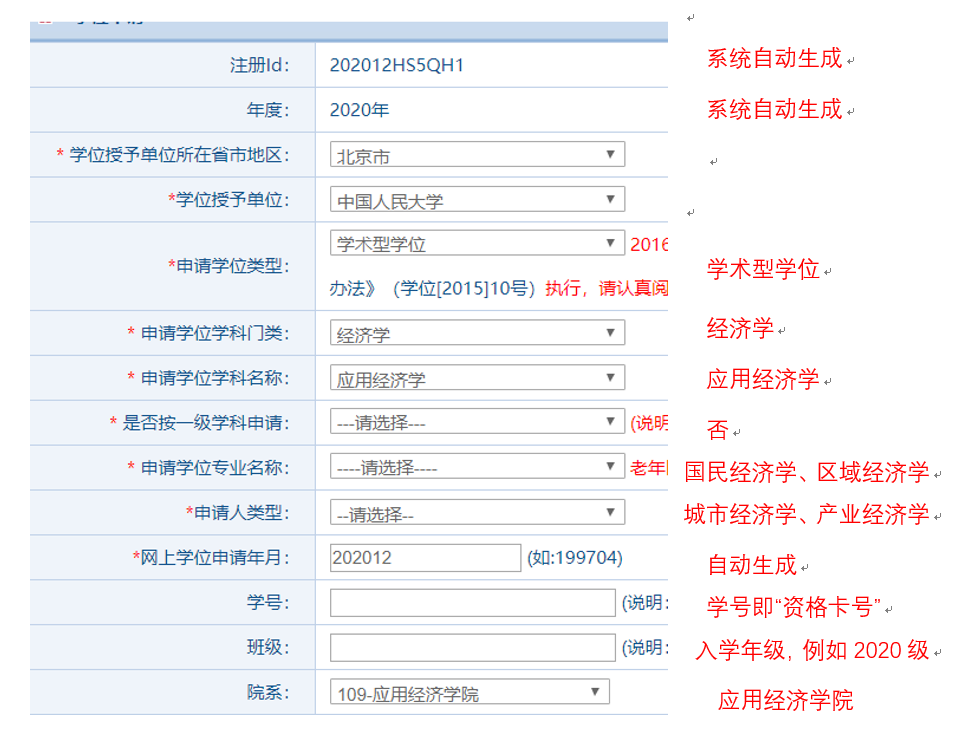 注册Id： 202012HS5QH1 系统自动生成
年度： 2020年 系统自动生成
* 学位授予单位所在省市地区： 北京市
*学位授予单位： 中国人民大学
*申请学位类型： 学术型学位 2016 学术型学位
办法》（学位[2015]10号）执行，请认真阅
* 申请学位学科门类： 经济学 经济学
* 申请学位学科名称： 应用经济学 应用经济学
* 是否按一级学科申请： ---请选择--- (说明 否
* 申请学位专业名称： ----请选择---- 老年 国民经济学、区域经济学
*申请人类型： --请选择-- 城市经济学、产业经济学
*网上学位申请年月： 202012 (如:199704) 自动生成
学号： (说明: 学号即“资格卡号”
班级： (说明: 入学年级，例如 2020 级
院系： 109-应用经济学院 应用经济学院